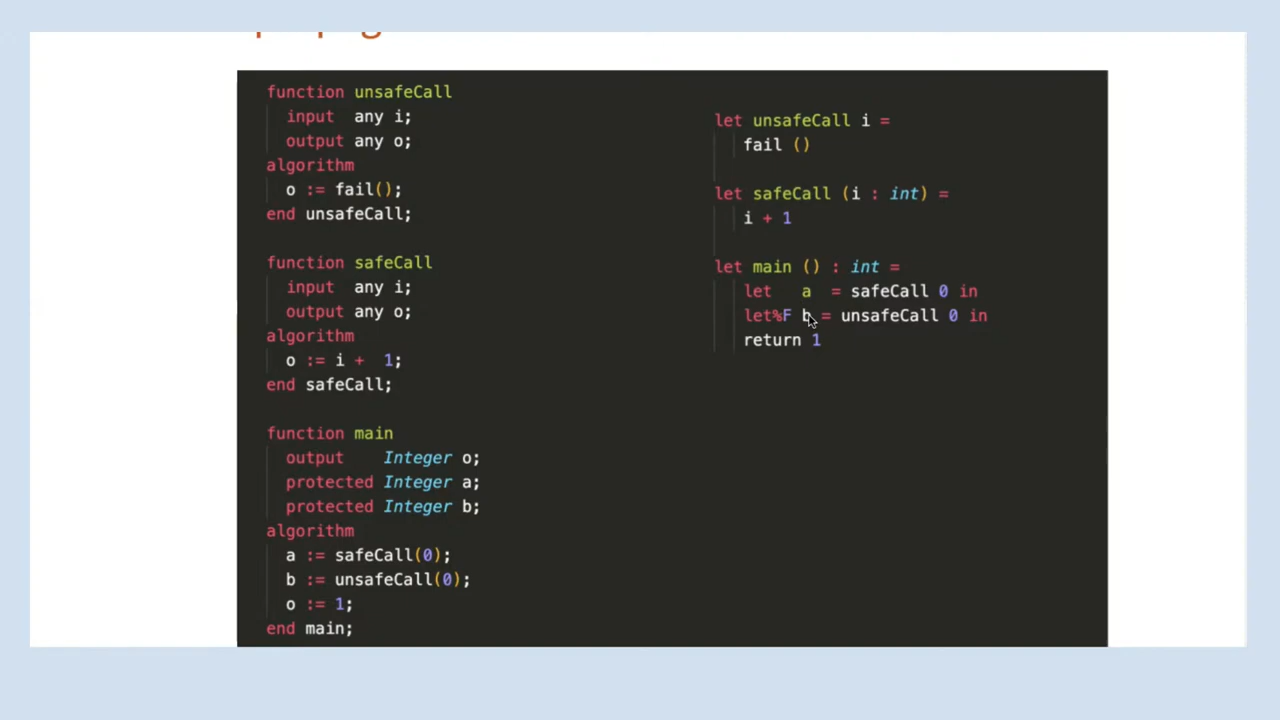 function unsafeCall
input any i;
output any o;
algorithm
o := fail();
end unsafeCall;
function safeCall
input any i;
output any o;
algorithm
o := i + 1;
end safeCall;
function main
output Integer o;
protected Integer a;
protected Integer b;
algorithm
a := safeCall(0);
b := unsafeCall(0);
o := 1;
end main;
let unsafeCall i =
fail ()
let safeCall (i : int) =
i + 1
let main () : int =
let a = safeCall 0 in
let%F b = unsafeCall 0 in
return 1